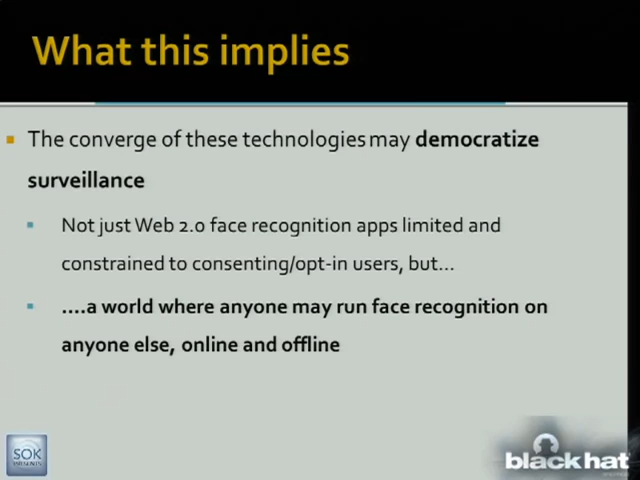 What this implies
The converge of these technologies may democratize
surveillance
Not just Web 2.0 face recognition apps limited and
constrained to consenting/opt-in users, but...
....a world where anyone may run face recognition on
anyone else, online and offline
SOK
black hat